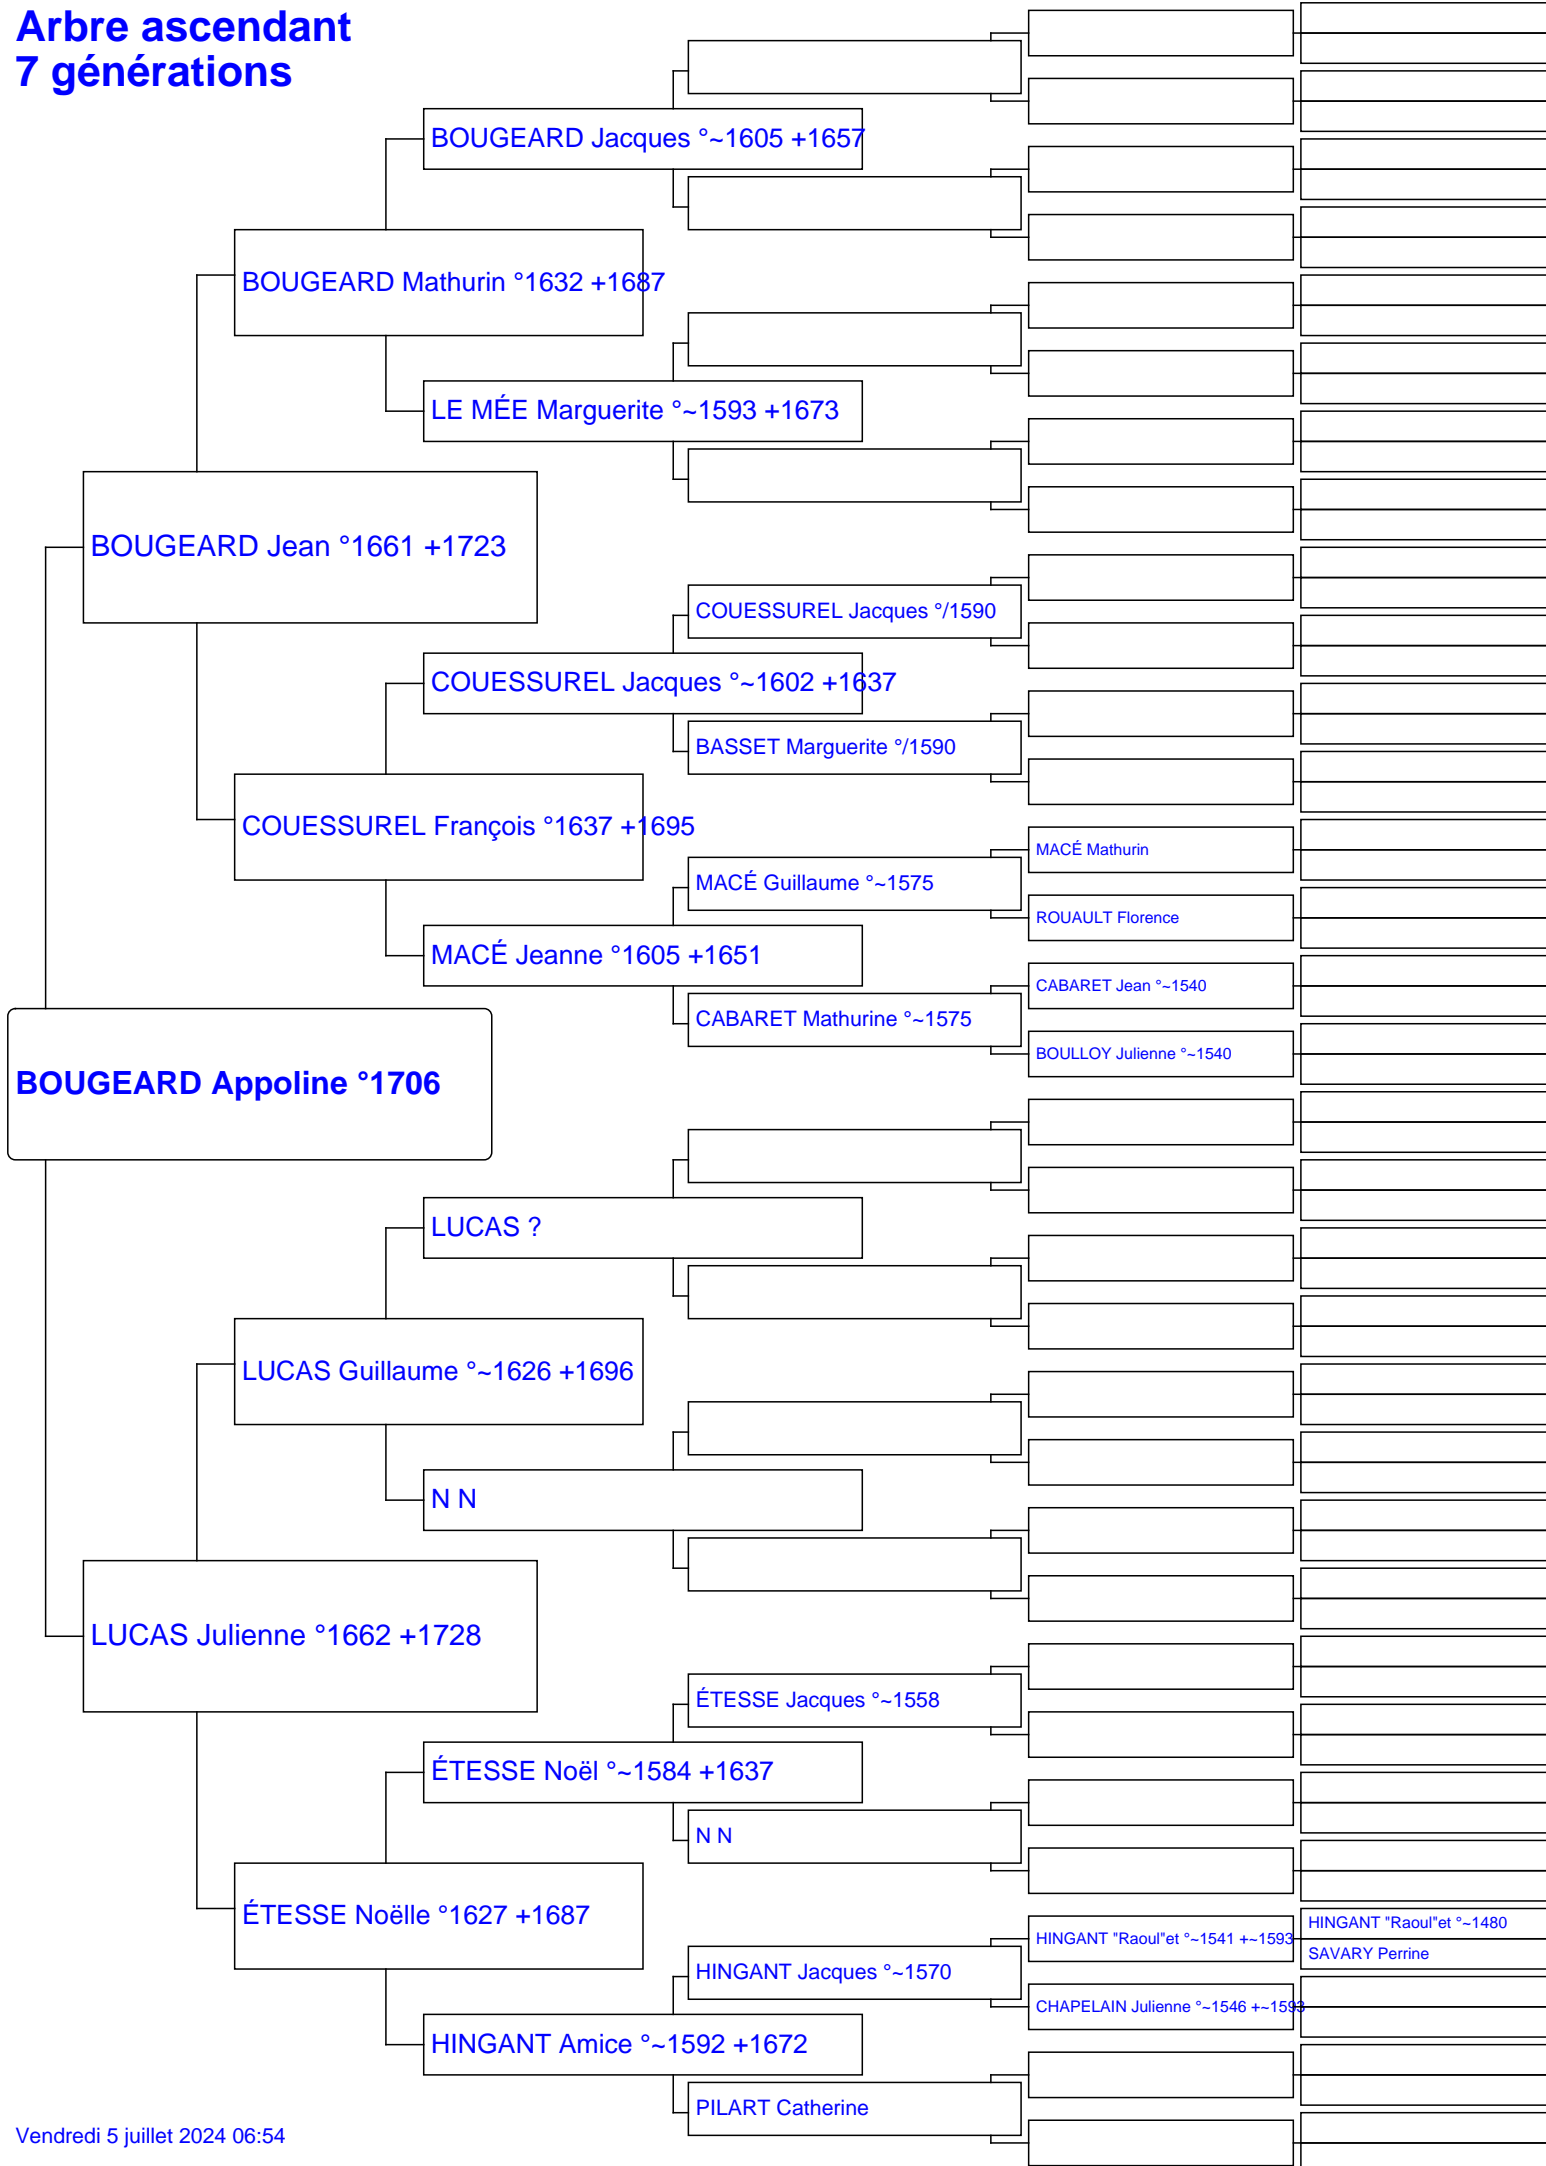 Arbre ascendant
7 générations
BOUGEARD Jacques °~1605 +1657
BOUGEARD Mathurin °1632 +1687
LE MÉE Marguerite °~1593 +1673
BOUGEARD Jean °1661 +1723
COUESSUREL Jacques °/1590
COUESSUREL Jacques °~1602 +1637
BASSET Marguerite °/1590
COUESSUREL François °1637 +1695
MACÉ Mathurin
MACÉ Guillaume °~1575
ROUAULT Florence
MACÉ Jeanne °1605 +1651
CABARET Jean °~1540
CABARET Mathurine °~1575
BOULLOY Julienne °~1540
BOUGEARD Appoline °1706
LUCAS ?
LUCAS Guillaume °~1626 +1696
N N
LUCAS Julienne °1662 +1728
ÉTESSE Jacques °~1558
ÉTESSE Noël °~1584 +1637
N N
ÉTESSE Noëlle °1627 +1687
HINGANT "Raoul"et °~1480
HINGANT "Raoul"et °~1541 +~1593
SAVARY Perrine
HINGANT Jacques °~1570
CHAPELAIN Julienne °~1546 +~1593
HINGANT Amice °~1592 +1672
PILART Catherine
Vendredi 5 juillet 2024 06:54